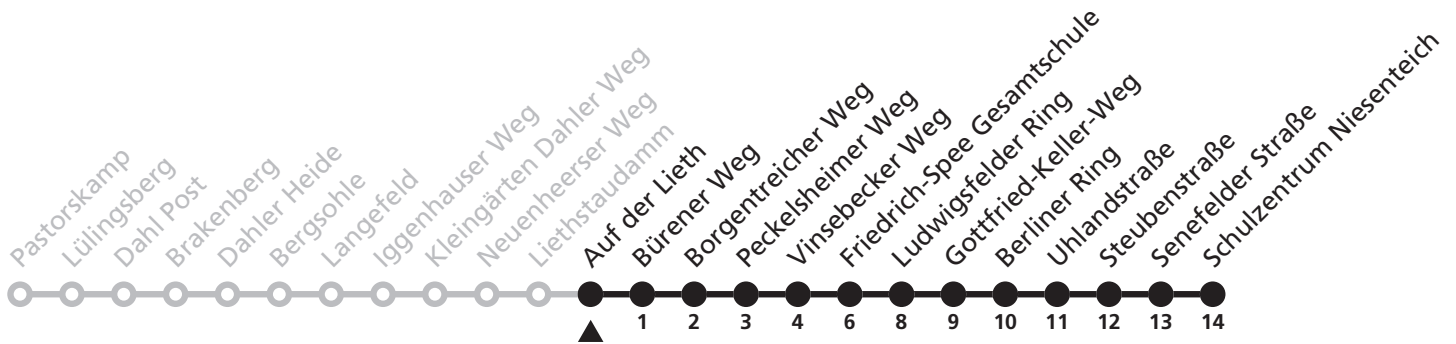 Pastorskamp
Lüllingsberg
Dahl Post
Brakenberg
Dahler Heide
Bergsohle
Langefeld
Iggenhauser Weg
Kleingärten Dahler Weg
Neuenheerser Weg
Liethstaudamm
Auf der Lieth
Bürener Weg
Borgentreicher Weg
Peckelsheimer Weg
Vinsebecker Weg
Friedrich-Spee Gesamtschule
Ludwigsfelder Ring
Gottfried-Keller-Weg
Berliner Ring
Uhlandstraße
Steubenstraße
Senefelder Straße
Schulzentrum Niesenteich
1 2 3 4 6 8 9 10 11 12 13 14